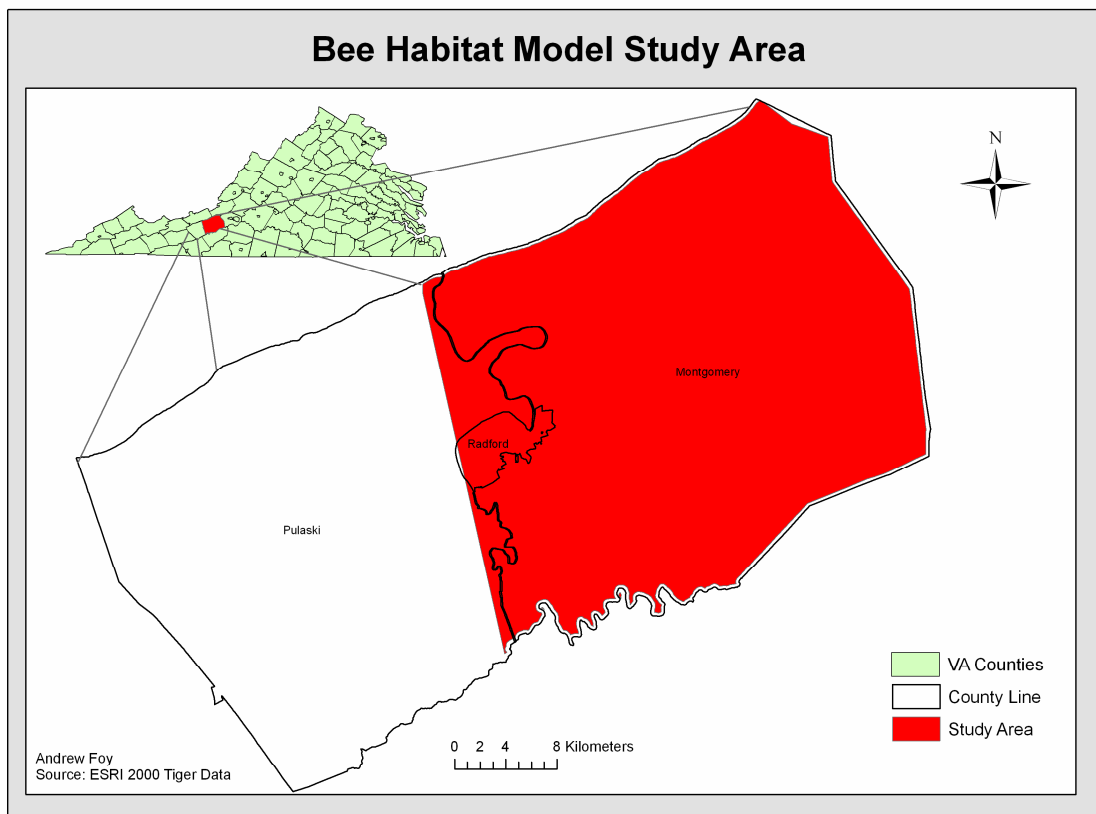 Bee Habitat Model Study Area
N
Montgomery
Radford
Pulaski
VA Counties
County Line
Study Area
0 2 4 8 Kilometers
Andrew Foy
Source: ESRI 2000 Tiger Data